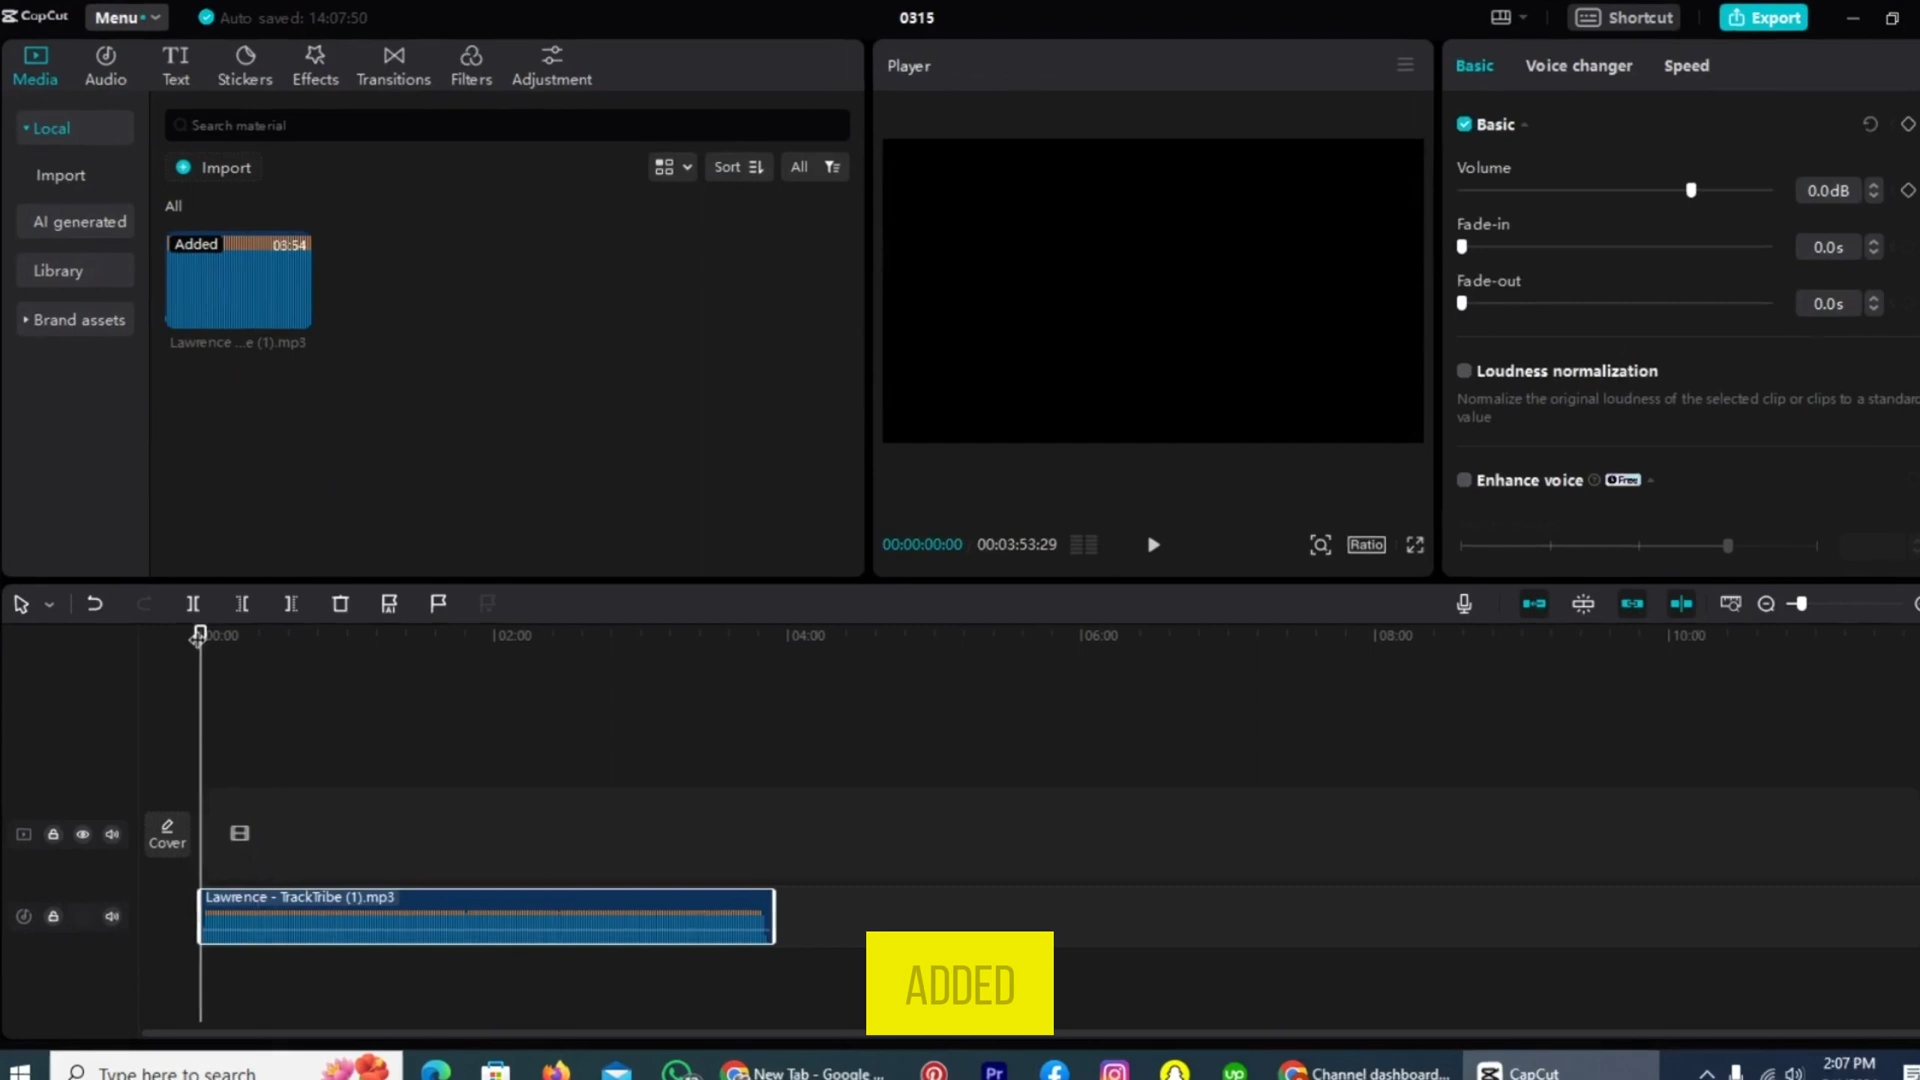 CapCut
Menu
Auto saved: 14:07:50
0315
Shortcut
Export
Media
Audio
TI
Text
Stickers
Effects
Transitions
Filters
Adjustment
Player
Basic
Voice changer
Speed
Local
Import
AI generated
Library
Brand assets
Search material
Import
Sort
All
All
Added
03:54
Lawrence ...e (1).mp3
Basic
Volume
0.0dB
Fade-in
0.0s
Fade-out
0.0s
Loudness normalization
Normalize the original loudness of the selected clip or clips to a standard
value
Enhance voice
Free
00:00:00:00
00:03:53:29
Ratio
00:00
02:00
04:00
06:00
08:00
10:00
Cover
Lawrence - TrackTribe (1).mp3
ADDED
Type here to search
New Tab - Google ...
Pr
up
Channel dashboard...
CapCut
2:07 PM